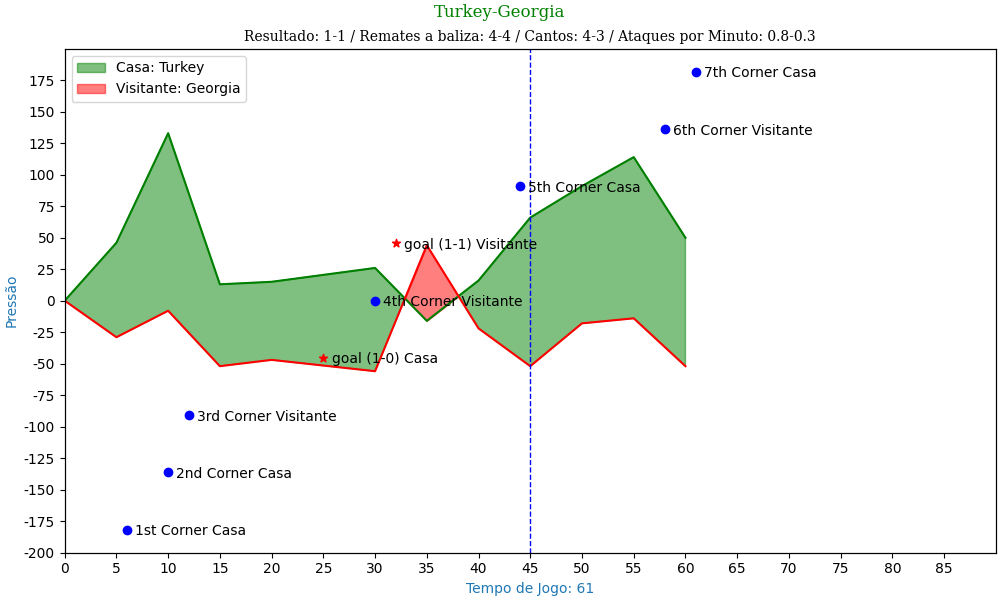 Turkey-Georgia
Resultado: 1-1 / Remates a baliza: 4-4 / Cantos: 4-3 / Ataques por Minuto: 0.8-0.3
Casa: Turkey
Visitante: Georgia
7th Corner Casa
6th Corner Visitante
5th Corner Casa
goal (1-1) Visitante
4th Corner Visitante
goal (1-0) Casa
3rd Corner Visitante
2nd Corner Casa
1st Corner Casa
Pressão
175
150
125
100
75
50
25
0
-25
-50
-75
-100
-125
-150
-175
-200
0 5 10 15 20 25 30 35 40 45 50 55 60 65 70 75 80 85
Tempo de Jogo: 61